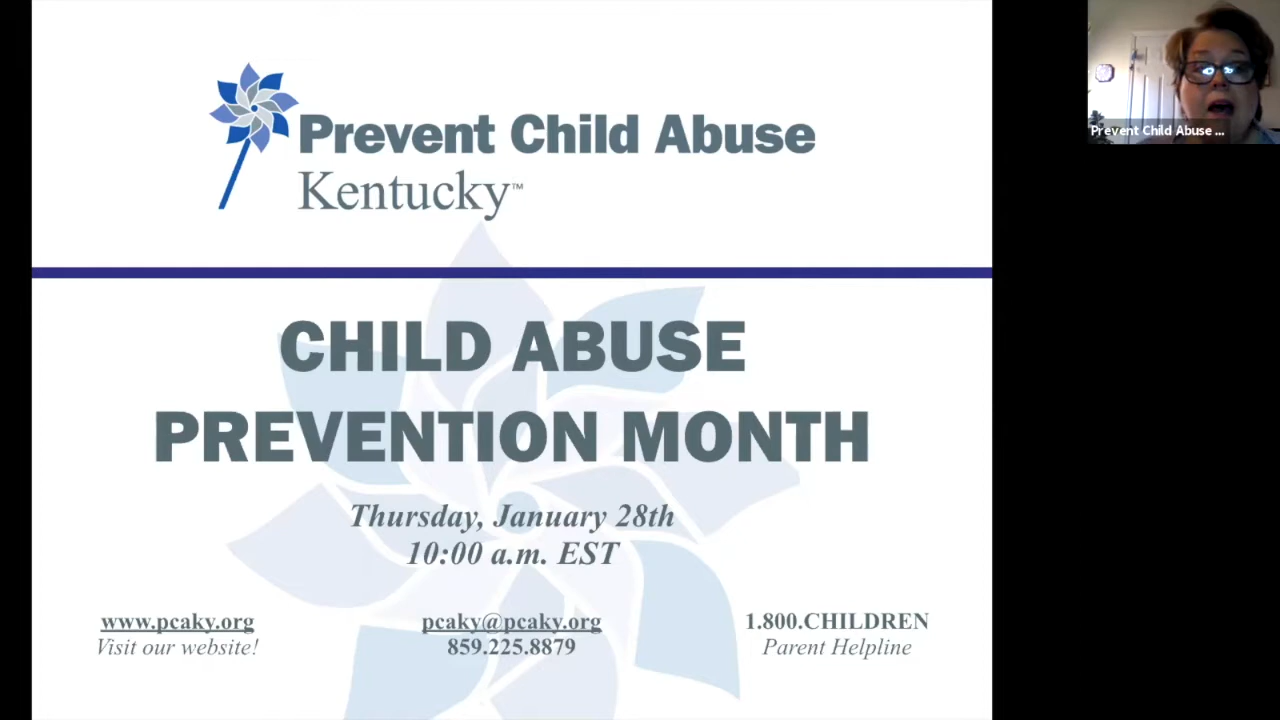 Prevent Child Abuse
Kentucky™
CHILD ABUSE
PREVENTION MONTH
Thursday, January 28th
10:00 a.m. EST
www.pcaky.org
Visit our website!
pcaky@pcaky.org
859.225.8879
1.800.CHILDREN
Parent Helpline
Prevent Child Abuse ...